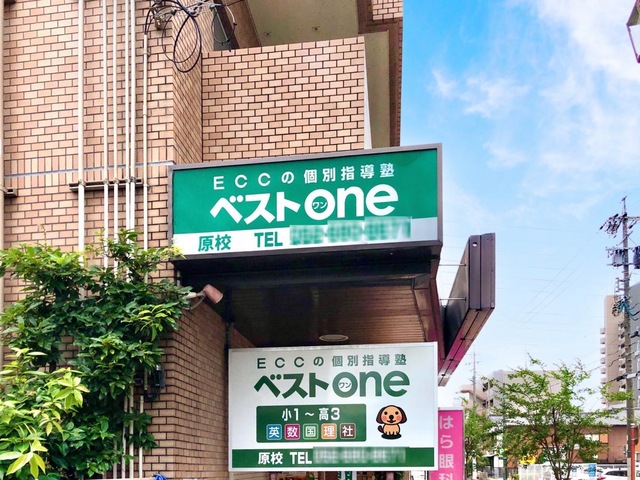 ECCの個別指導塾
ベストone
ワン
原校 TEL
ECCの個別指導塾
ベストone
ワン
小1～高3
英数国理社
原校 TEL
はら眼科